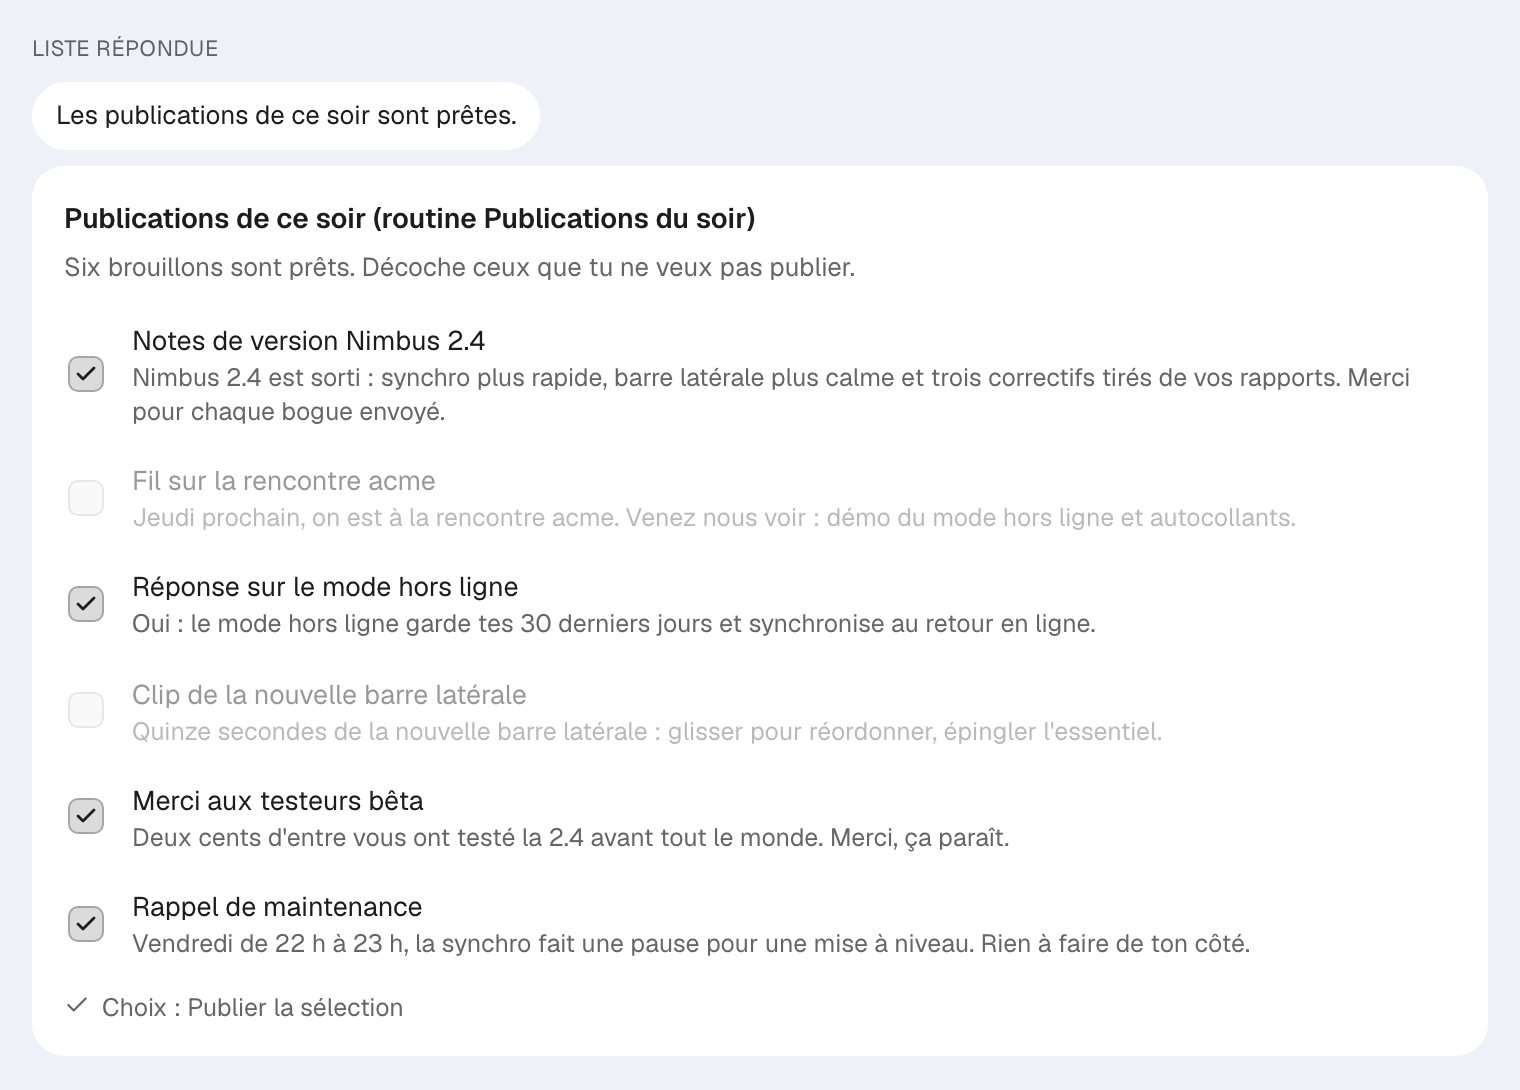 LISTE RÉPONDUE
Les publications de ce soir sont prêtes.
Publications de ce soir (routine Publications du soir)
Six brouillons sont prêts. Décoche ceux que tu ne veux pas publier.
Notes de version Nimbus 2.4
Nimbus 2.4 est sorti : synchro plus rapide, barre latérale plus calme et trois correctifs tirés de vos rapports. Merci
pour chaque bogue envoyé.
Fil sur la rencontre acme
Jeudi prochain, on est à la rencontre acme. Venez nous voir : démo du mode hors ligne et autocollants.
Réponse sur le mode hors ligne
Oui : le mode hors ligne garde tes 30 derniers jours et synchronise au retour en ligne.
Clip de la nouvelle barre latérale
Quinze secondes de la nouvelle barre latérale : glisser pour réordonner, épingler l'essentiel.
Merci aux testeurs bêta
Deux cents d'entre vous ont testé la 2.4 avant tout le monde. Merci, ça paraît.
Rappel de maintenance
Vendredi de 22 h à 23 h, la synchro fait une pause pour une mise à niveau. Rien à faire de ton côté.
Choix : Publier la sélection